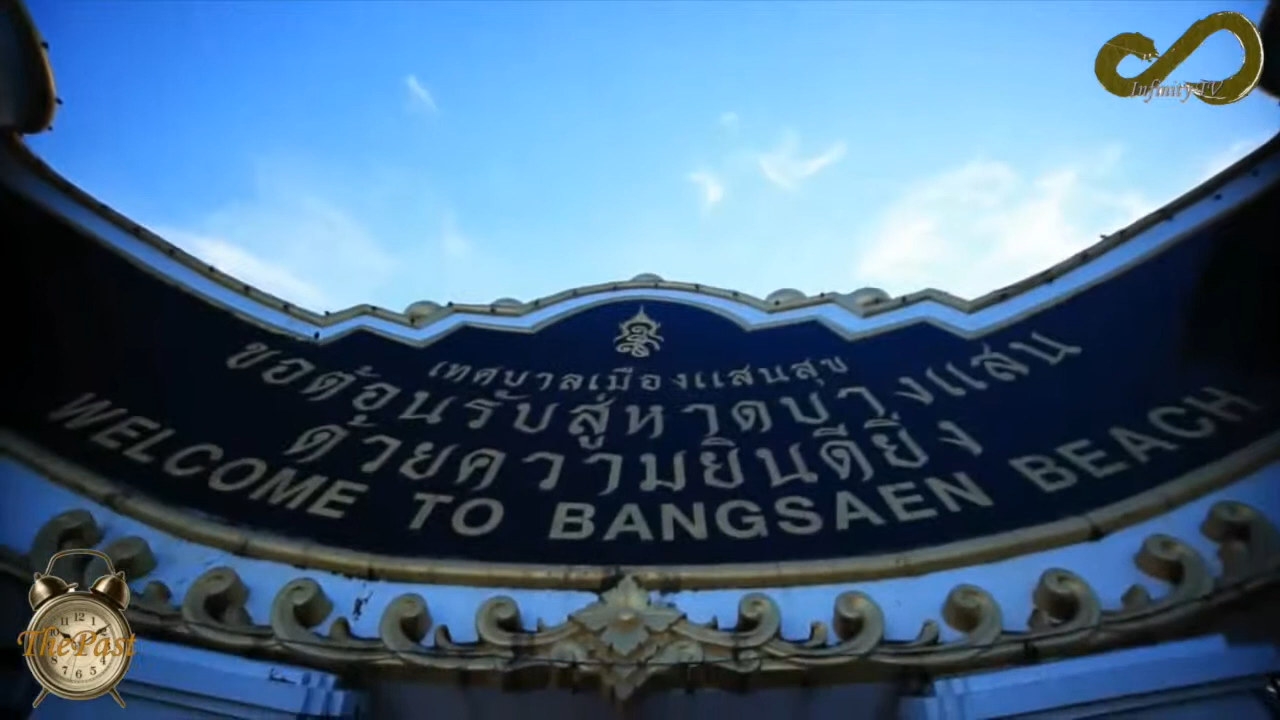 Infinity TV
เทศบาลเมืองแสนสุข
ขอต้อนรับสู่หาดบางแสน
ด้วยความยินดียิ่ง
WELCOME TO BANGSAEN BEACH
The Past